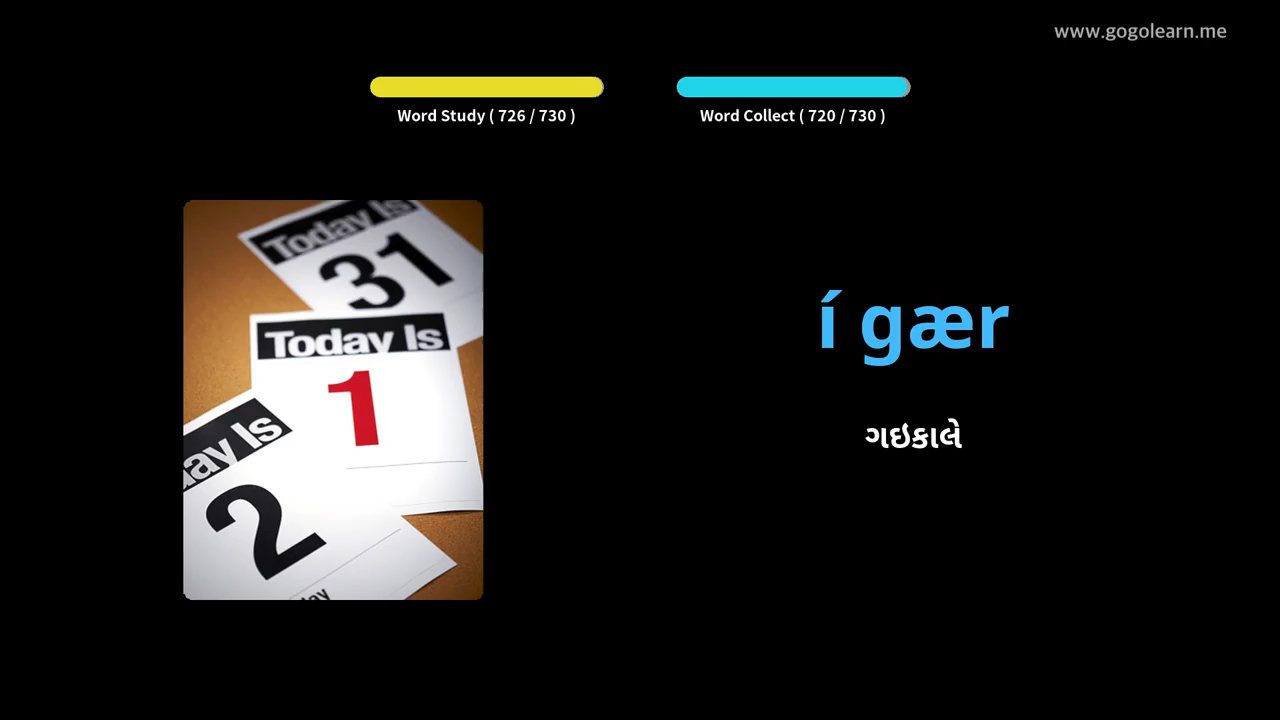 www.gogolearn.me
Word Study ( 726 / 730 )
Word Collect ( 720 / 730 )
Today Is
31
Today Is
1
ay Is
2
í gær
ગઇકાલે